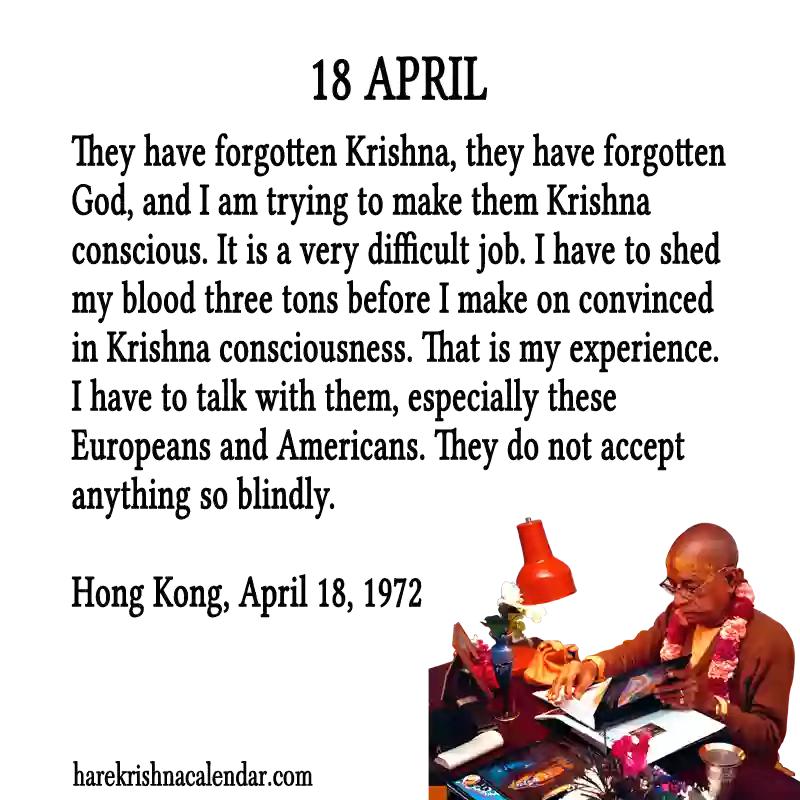 18 APRIL
They have forgotten Krishna, they have forgotten
God, and I am trying to make them Krishna
conscious. It is a very difficult job. I have to shed
my blood three tons before I make on convinced
in Krishna consciousness. That is my experience.
I have to talk with them, especially these
Europeans and Americans. They do not accept
anything so blindly.
Hong Kong, April 18, 1972
harekrishnacalendar.com